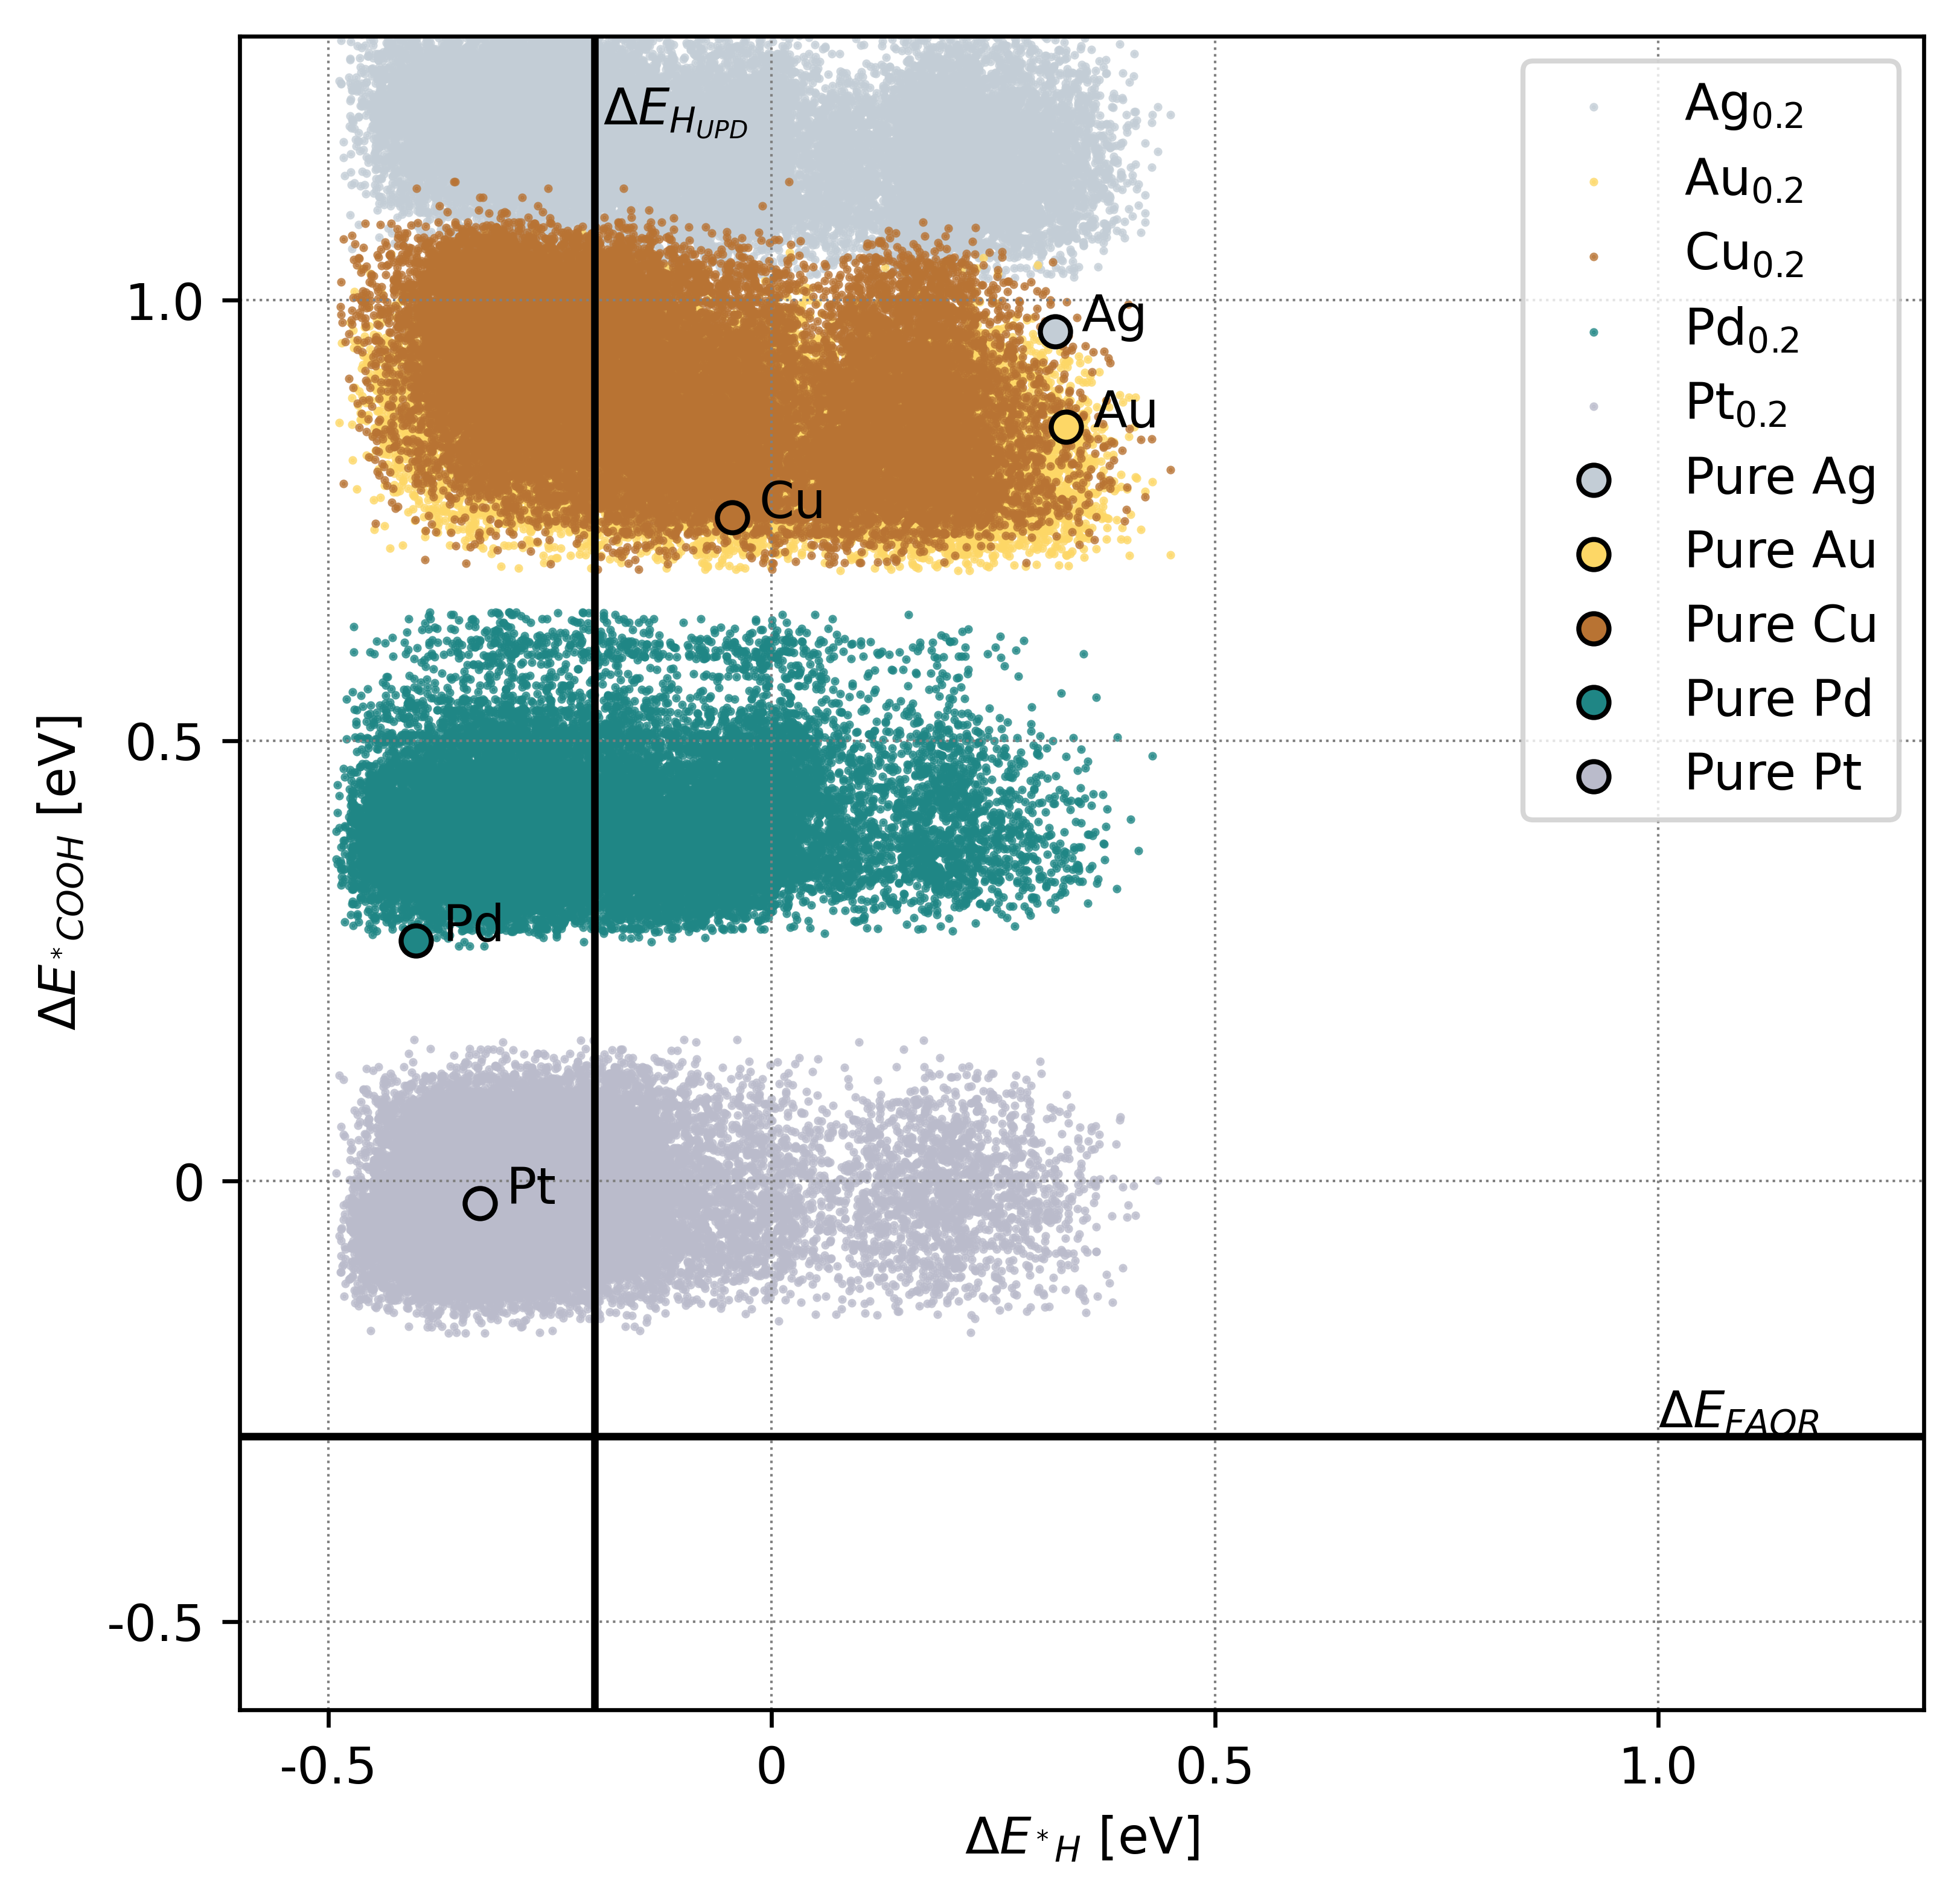 ΔE_{H_{UPD}}
Ag_{0.2}
Au_{0.2}
Cu_{0.2}
Pd_{0.2}
Pt_{0.2}
Pure Ag
Pure Au
Pure Cu
Pure Pd
Pure Pt
Ag
Au
Cu
Pd
Pt
ΔE_{FAOR}
1.0
0.5
0
-0.5
ΔE_{*COOH} [eV]
-0.5
0
0.5
1.0
ΔE_{*H} [eV]